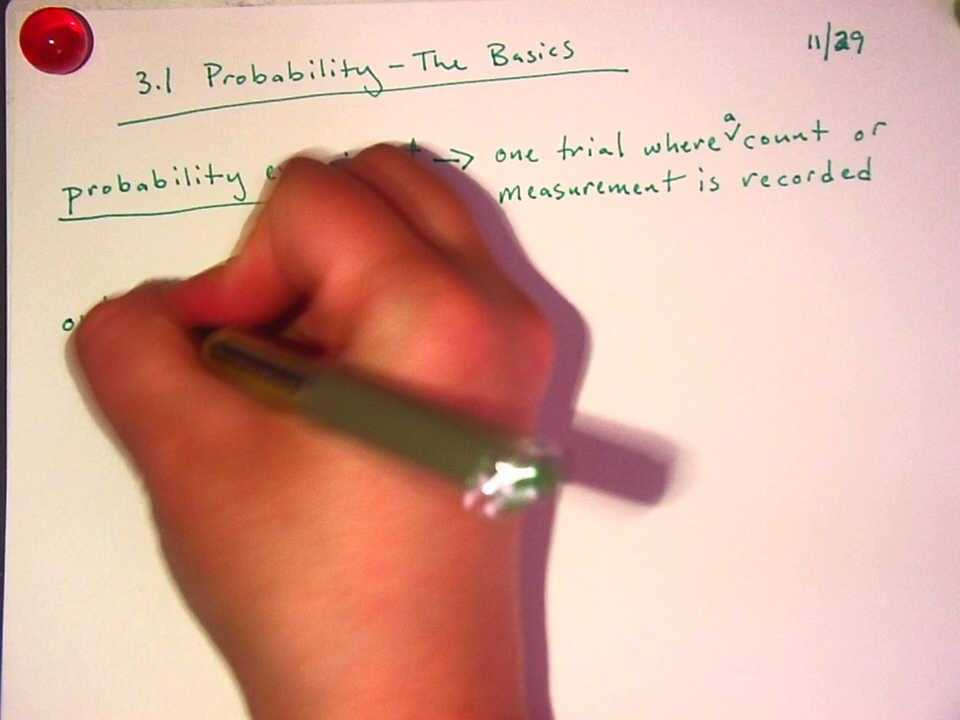 11/29
3.1 Probability - The Basics
probability → one trial where a count or
measurement is recorded